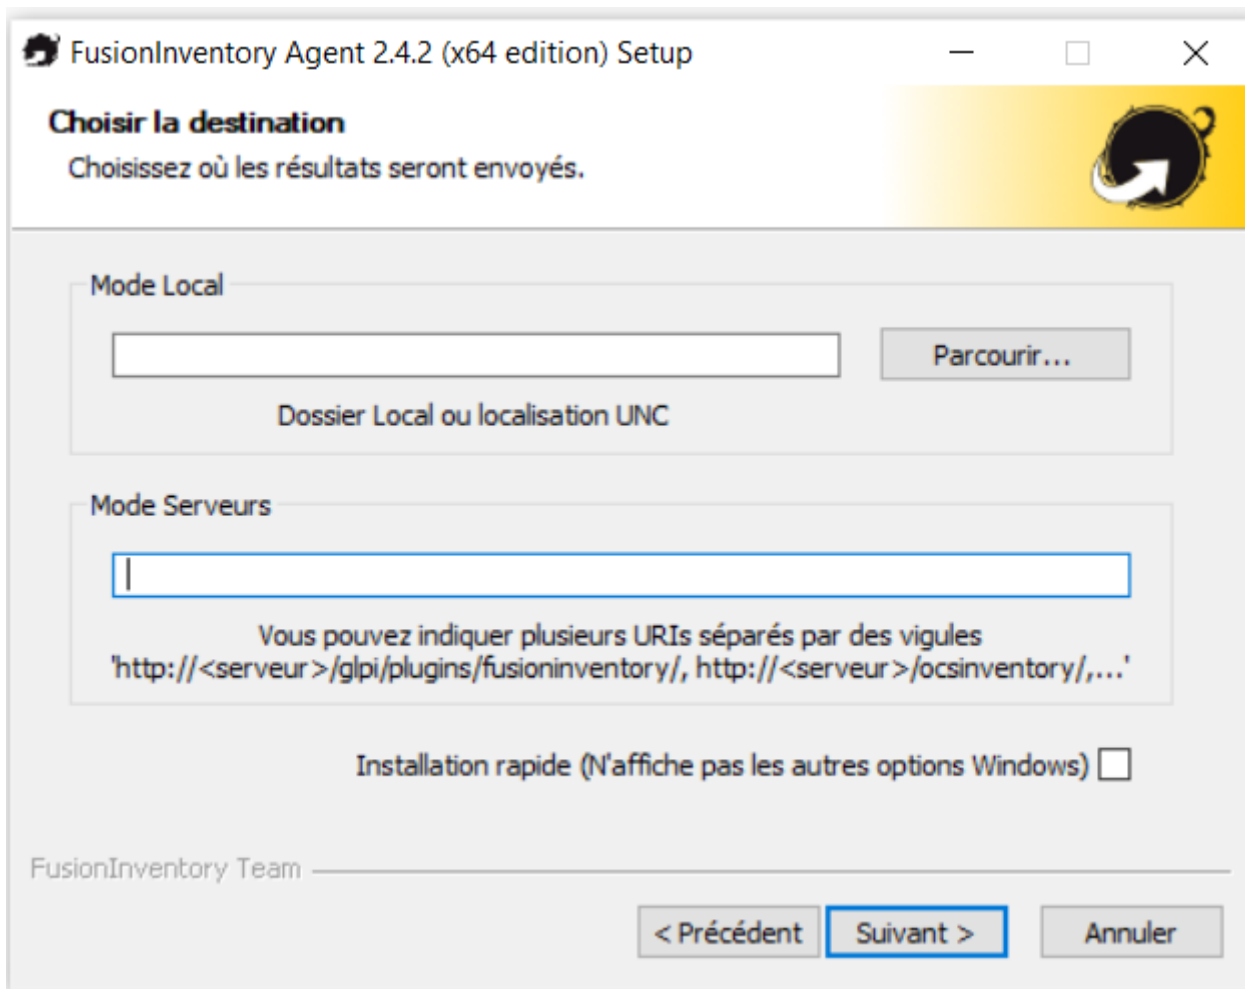 FusionInventory Agent 2.4.2 (x64 edition) Setup
Choisir la destination
Choisissez où les résultats seront envoyés.
Mode Local
Parcourir...
Dossier Local ou localisation UNC
Mode Serveurs
Vous pouvez indiquer plusieurs URIs séparés par des vigules
'http://<serveur>/glpi/plugins/fusioninventory/, http://<serveur>/ocsinventory/,...'
Installation rapide (N'affiche pas les autres options Windows)
FusionInventory Team
< Précédent
Suivant >
Annuler